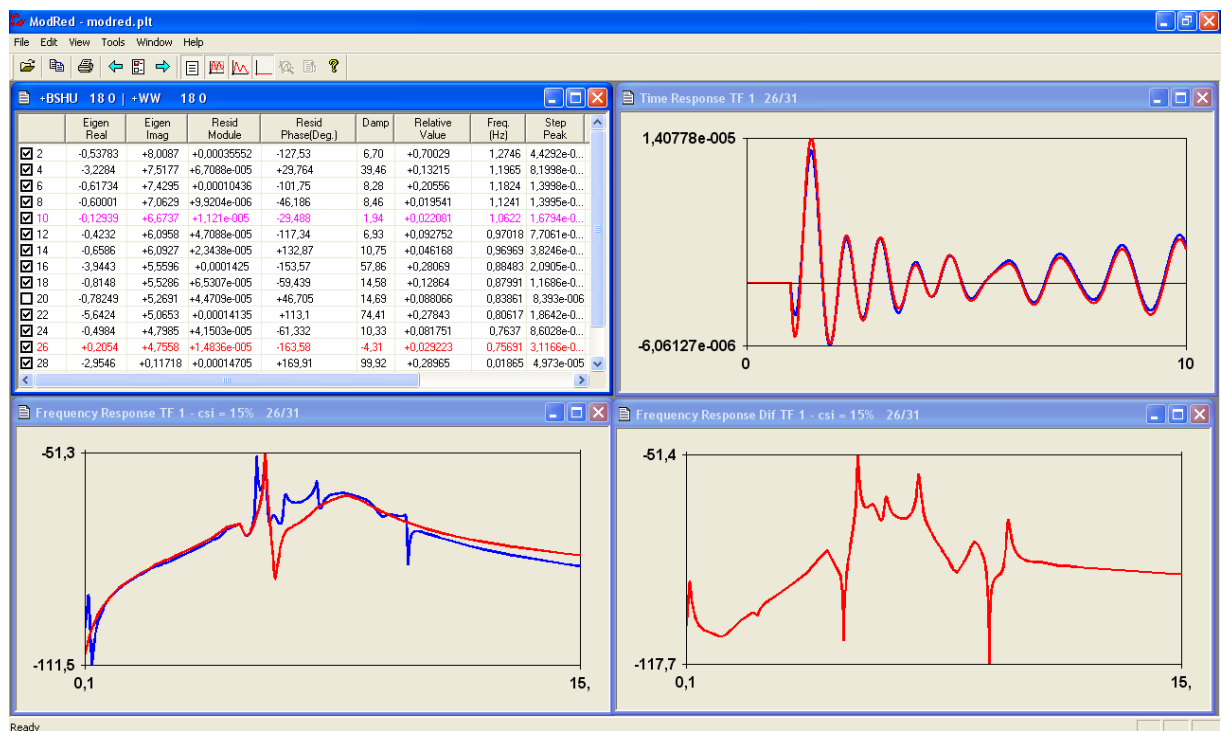 ModRed - modred.plt
File Edit View Tools Window Help
+BSHU 18 0 | +WW 18 0
Eigen Real Eigen Imag Resid Module Resid Phase(Deg.) Damp Relative Value Freq. (Hz) Step Peak
2 -0,53783 +8,0087 +0,00035552 -127,53 6,70 +0,70029 1,2746 4,4292e-0...
4 -3,2284 +7,5177 +6,7088e-005 +29,764 39,46 +0,13215 1,1965 8,1998e-0...
6 -0,61734 +7,4295 +0,00010436 -101,75 8,28 +0,20556 1,1824 1,3998e-0...
8 -0,60001 +7,0629 +9,9204e-006 -46,186 8,46 +0,019541 1,1241 1,3995e-0...
10 -0,12939 +6,6737 +1,121e-005 -29,488 1,94 +0,022081 1,0622 1,6794e-0...
12 -0,4232 +6,0958 +4,7088e-005 -117,34 6,93 +0,092752 0,97018 7,7061e-0...
14 -0,6586 +6,0927 +2,3438e-005 +132,87 10,75 +0,046168 0,96969 3,8246e-0...
16 -3,9443 +5,5596 +0,0001425 -153,57 57,86 +0,28069 0,88483 2,0905e-0...
18 -0,8148 +5,5286 +6,5307e-005 -59,439 14,58 +0,12864 0,87991 1,1686e-0...
20 -0,78249 +5,2691 +4,4709e-005 +46,705 14,69 +0,088066 0,83861 8,393e-006
22 -5,6424 +5,0653 +0,00014135 +113,1 74,41 +0,27843 0,80617 1,8642e-0...
24 -0,4984 +4,7985 +4,1503e-005 -61,332 10,33 +0,081751 0,7637 8,6028e-0...
26 +0,2054 +4,7558 +1,4836e-005 -163,58 -4,31 +0,029223 0,75691 3,1166e-0...
28 -2,9546 +0,11718 +0,00014705 +169,91 99,92 +0,28965 0,01865 4,973e-005
Time Response TF 1 26/31
1,40778e-005
-6,06127e-006
0 10
Frequency Response TF 1 - csi = 15% 26/31
-51,3
-111,5
0,1 15,
Frequency Response Dif TF 1 - csi = 15% 26/31
-51,4
-117,7
0,1 15,
Ready